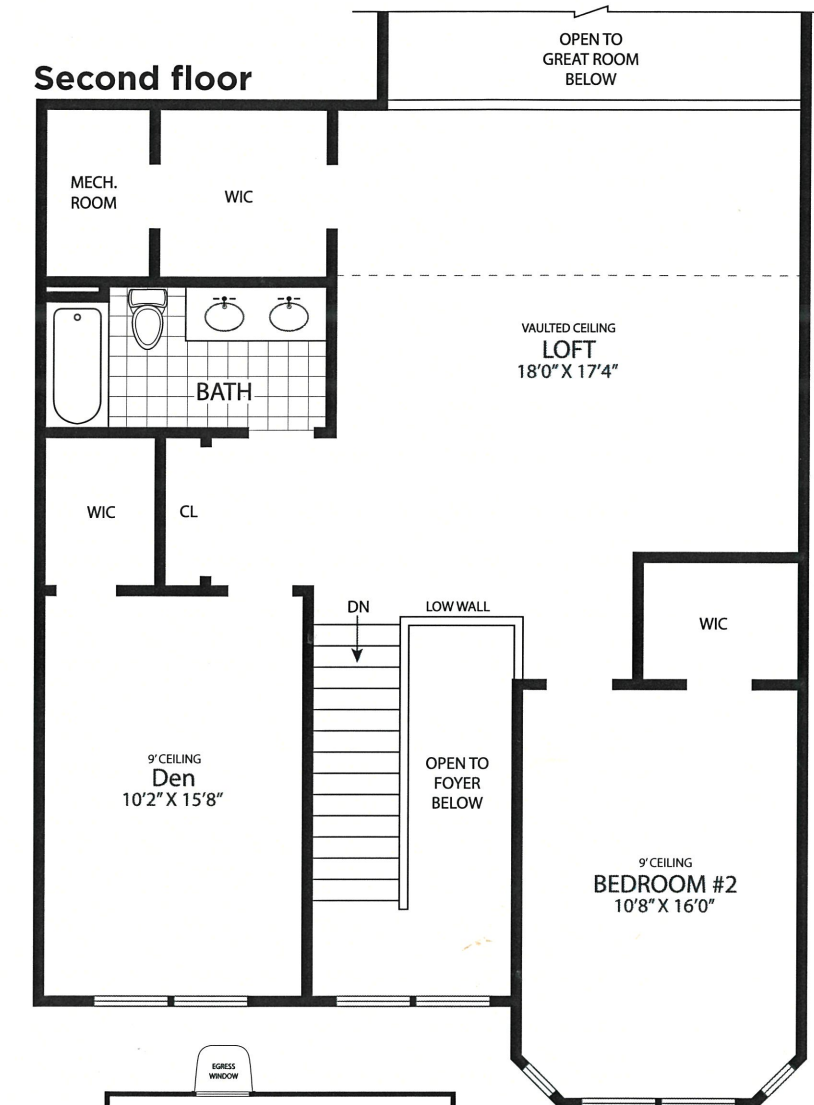 Second floor
OPEN TO
GREAT ROOM
BELOW
MECH.
ROOM
WIC
VAULTED CEILING
LOFT
18'0" X 17'4"
BATH
WIC
CL
DN
LOW WALL
WIC
9' CEILING
Den
10'2" X 15'8"
OPEN TO
FOYER
BELOW
9' CEILING
BEDROOM #2
10'8" X 16'0"
EGRESS
WINDOW